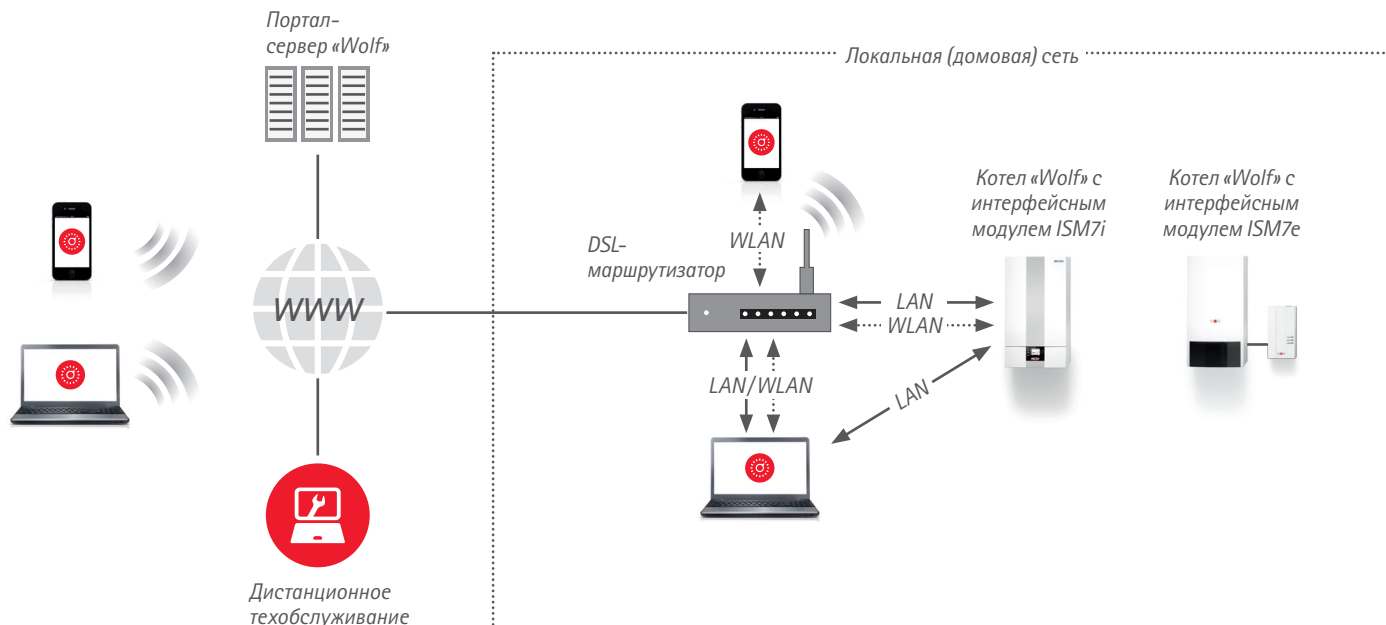 Портал-
сервер «Wolf»
Локальная (домовая) сеть
Котел «Wolf» с
интерфейсным
модулем ISM7i
Котел «Wolf» с
интерфейсным
модулем ISM7e
DSL-
маршрутизатор
WLAN
WWW
LAN
WLAN
LAN/WLAN
LAN
Дистанционное
техобслуживание